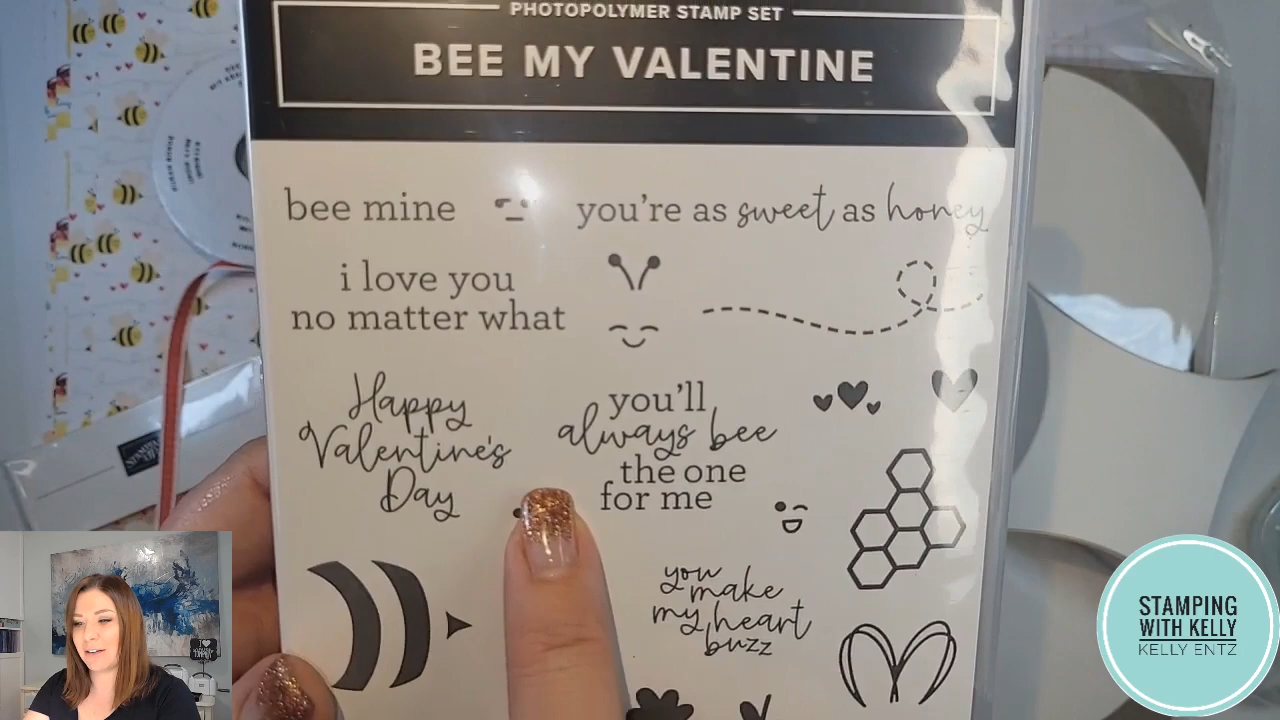 PHOTOPOLYMER STAMP SET
BEE MY VALENTINE
bee mine
you're as sweet as honey
i love you
no matter what
Happy
Valentine's
Day
you'll
always bee
the one
for me
you
make
my heart
buzz
STAMPING
WITH KELLY
KELLY ENTZ